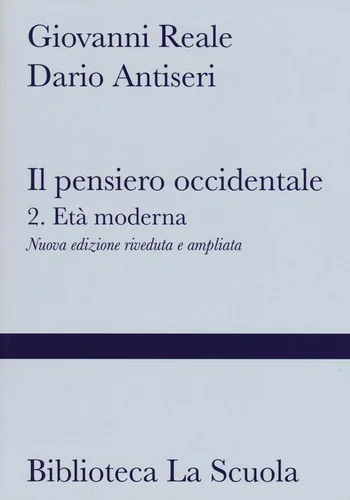 Giovanni Reale
Dario Antiseri
Il pensiero occidentale
2. Età moderna
Nuova edizione riveduta e ampliata
Biblioteca La Scuola